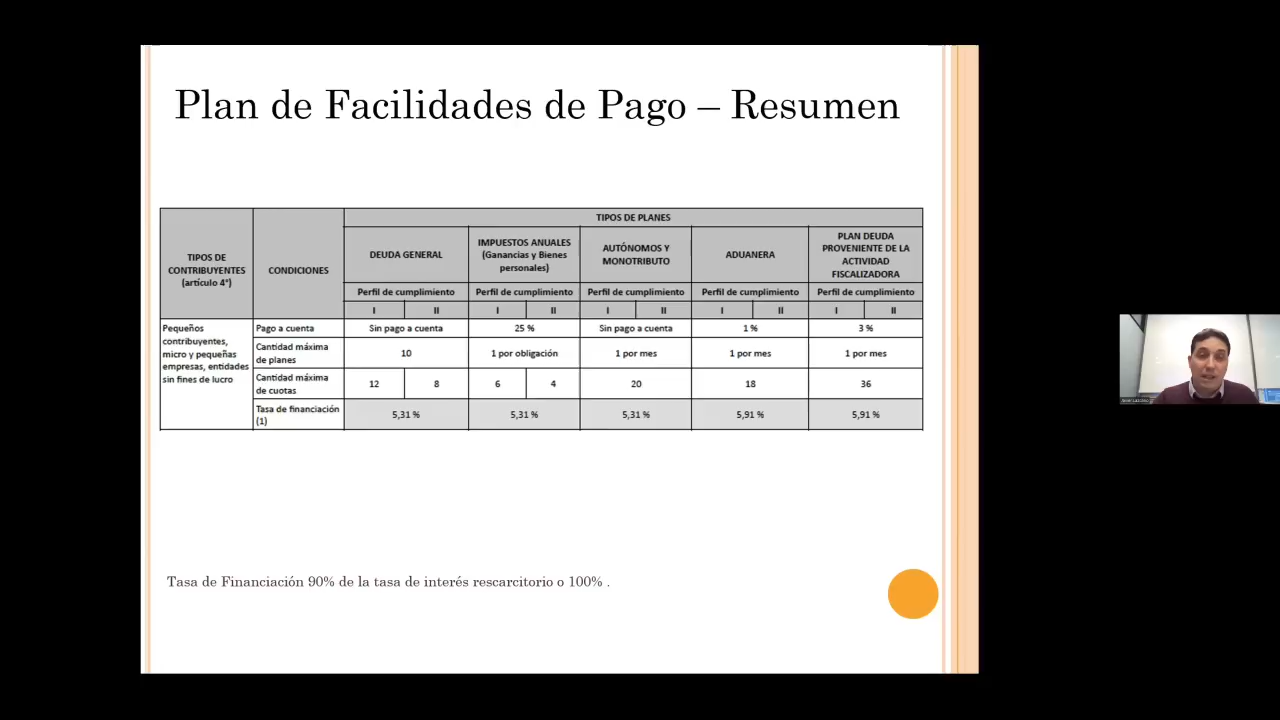 Plan de Facilidades de Pago – Resumen
TIPOS DE
CONTRIBUYENTES
(artículo 4°)
CONDICIONES
TIPOS DE PLANES
DEUDA GENERAL
IMPUESTOS ANUALES
(Ganancias y Bienes
personales)
AUTÓNOMOS Y
MONOTRIBUTO
ADUANERA
PLAN DEUDA
PROVENIENTE DE LA
ACTIVIDAD
FISCALIZADORA
Perfil de cumplimiento Perfil de cumplimiento Perfil de cumplimiento Perfil de cumplimiento Perfil de cumplimiento
I II I II I II I II I II
Pequeños
contribuyentes,
micro y pequeñas
empresas, entidades
sin fines de lucro
Pago a cuenta
Sin pago a cuenta 25 % Sin pago a cuenta 1 % 3 %
Cantidad máxima
de planes
10 1 por obligación 1 por mes 1 por mes 1 por mes
Cantidad máxima
de cuotas
12 8 6 4 20 18 36
Tasa de financiación
(1)
5,31 % 5,31 % 5,31 % 5,91 % 5,91 %
Tasa de Financiación 90% de la tasa de interés rescarcitorio o 100% .